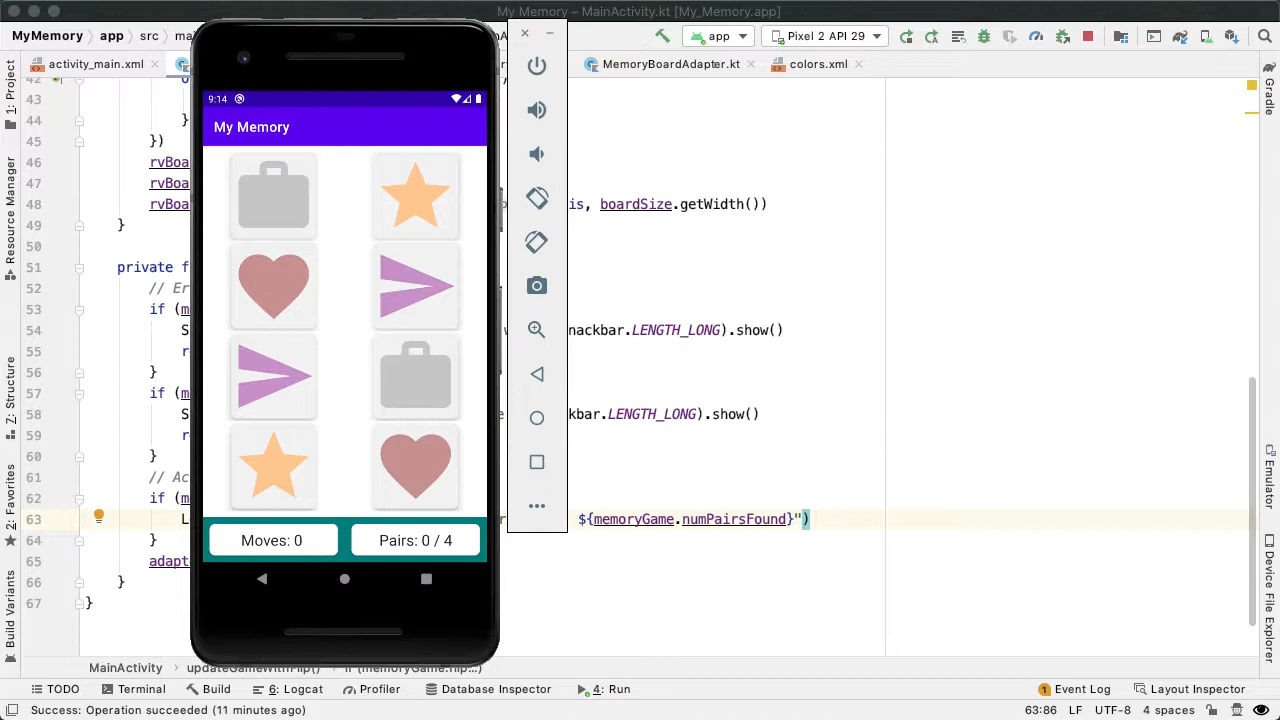 My Memory – MainActivity.kt [My_Memory.app]
MyMemory
app
src
app
Pixel 2 API 29
activity_main.xml
MemoryBoardAdapter.kt
colors.xml
1: Project
Resource Manager
Z: Structure
2: Favorites
Build Variants
Gradle
Emulator
Device File Explorer
43
44 }
45 })
46 rvBoa
47 rvBoa
48 rvBoa is, boardSize.getWidth())
49 }
50
51 private f
52 // Er
53 if (m
54 S nackbar.LENGTH_LONG).show()
55 re
56 }
57 if (m
58 S kbar.LENGTH_LONG).show()
59 re
60 }
61 // Ac
62 if (m
63 L ${memoryGame.numPairsFound}")
64 }
65 adapt
66 }
67 }
9:14
My Memory
Moves: 0
Pairs: 0 / 4
MainActivity
updateGameWithFlip()
TODO
Terminal
Build
6: Logcat
Profiler
Database Inspector
4: Run
1 Event Log
Layout Inspector
Success: Operation succeeded (11 minutes ago)
63:86
LF
UTF-8
4 spaces